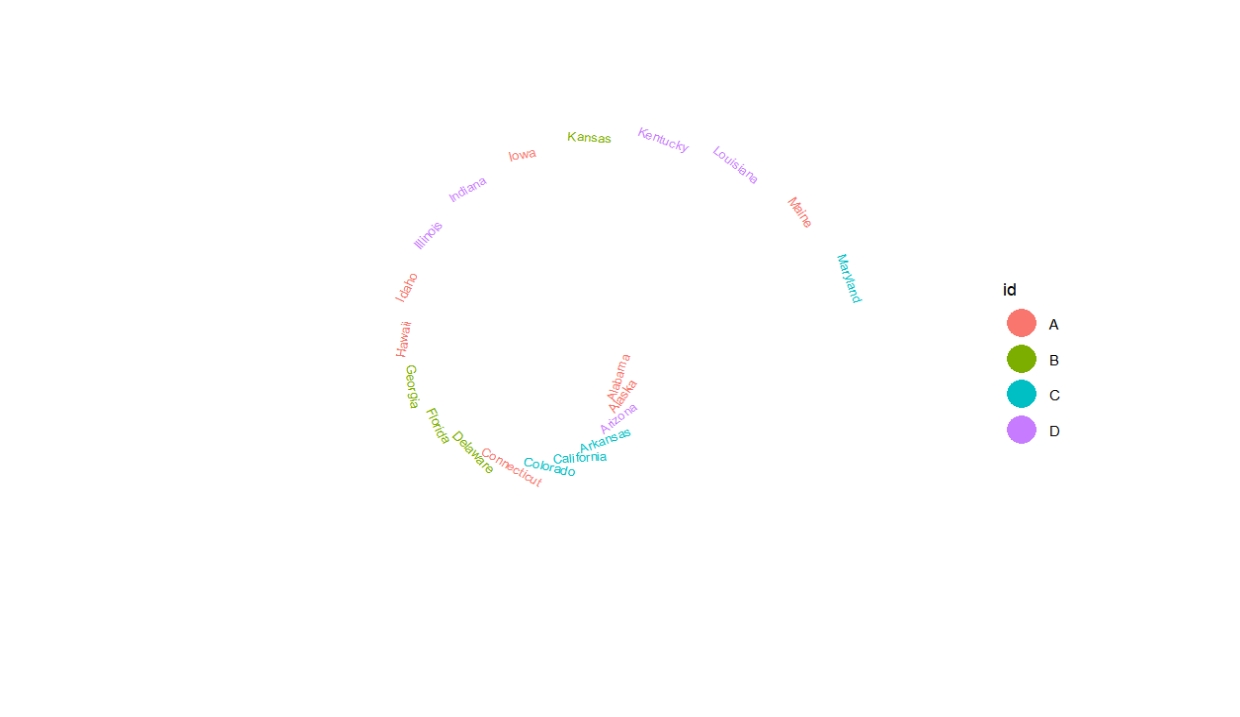 Alabama
Alaska
Arizona
Arkansas
California
Colorado
Connecticut
Delaware
Florida
Georgia
Hawaii
Idaho
Illinois
Indiana
Iowa
Kansas
Kentucky
Louisiana
Maine
Maryland
id
A
B
C
D